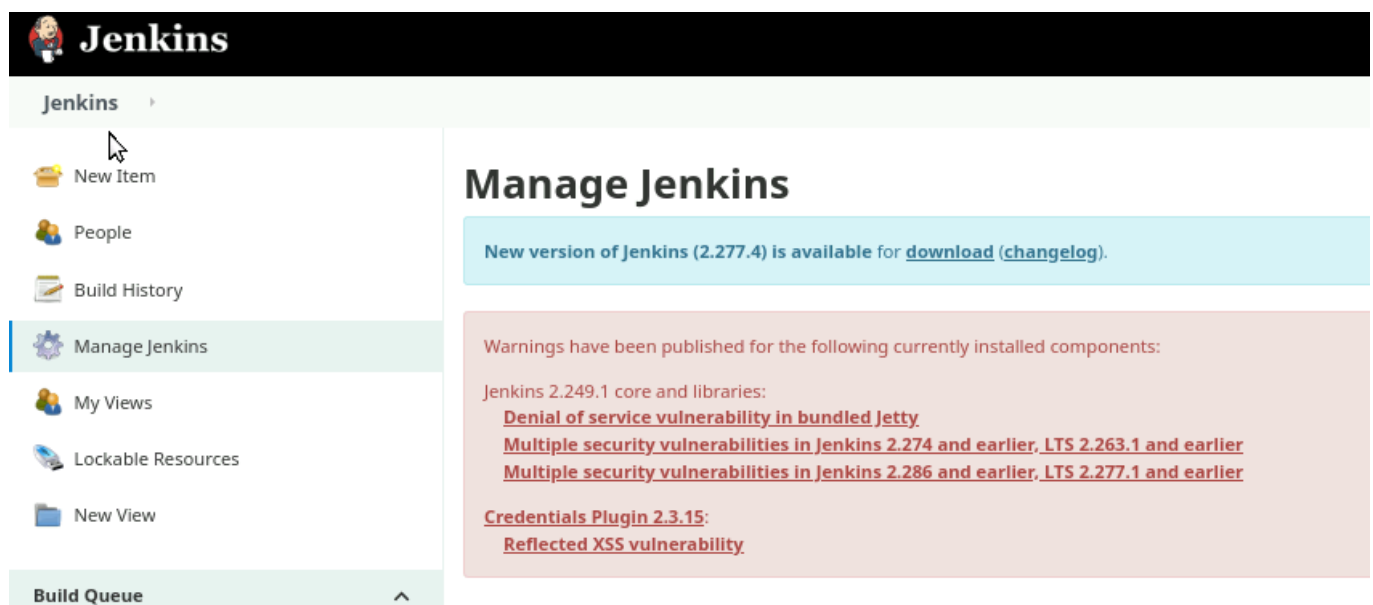 Jenkins
Jenkins
New Item
People
Build History
Manage Jenkins
My Views
Lockable Resources
New View
Build Queue
Manage Jenkins
New version of Jenkins (2.277.4) is available for download (changelog).
Warnings have been published for the following currently installed components:
Jenkins 2.249.1 core and libraries:
Denial of service vulnerability in bundled Jetty
Multiple security vulnerabilities in Jenkins 2.274 and earlier, LTS 2.263.1 and earlier
Multiple security vulnerabilities in Jenkins 2.286 and earlier, LTS 2.277.1 and earlier
Credentials Plugin 2.3.15:
Reflected XSS vulnerability